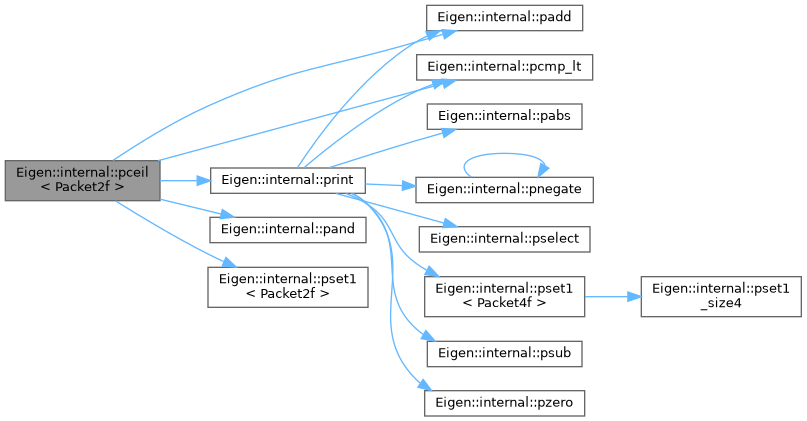 Eigen::internal::pceil
< Packet2f >
Eigen::internal::print
Eigen::internal::pand
Eigen::internal::pset1
< Packet2f >
Eigen::internal::padd
Eigen::internal::pcmp_lt
Eigen::internal::pabs
Eigen::internal::pnegate
Eigen::internal::pselect
Eigen::internal::pset1
< Packet4f >
Eigen::internal::psub
Eigen::internal::pzero
Eigen::internal::pset1
_size4